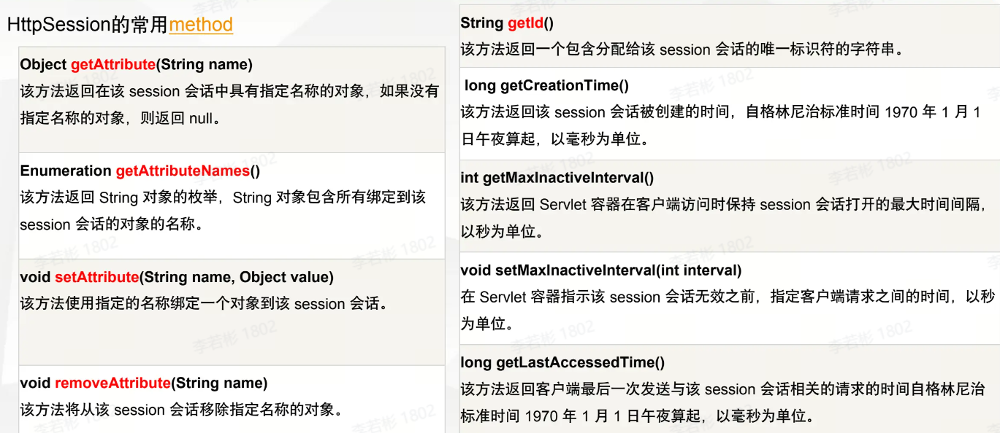 HttpSession的常用method
Object getAttribute(String name)
该方法返回在该 session 会话中具有指定名称的对象，如果没有
指定名称的对象，则返回 null。
Enumeration getAttributeNames()
该方法返回 String 对象的枚举，String 对象包含所有绑定到该
session 会话的对象的名称。
void setAttribute(String name, Object value)
该方法使用指定的名称绑定一个对象到该 session 会话。
void removeAttribute(String name)
该方法将从该 session 会话移除指定名称的对象。
String getId()
该方法返回一个包含分配给该 session 会话的唯一标识符的字符串。
long getCreationTime()
该方法返回该 session 会话被创建的时间，自格林尼治标准时间 1970 年 1 月 1
日午夜算起，以毫秒为单位。
int getMaxInactiveInterval()
该方法返回 Servlet 容器在客户端访问时保持 session 会话打开的最大时间间隔，
以秒为单位。
void setMaxInactiveInterval(int interval)
在 Servlet 容器指示该 session 会话无效之前，指定客户端请求之间的时间，以秒
为单位。
long getLastAccessedTime()
该方法返回客户端最后一次发送与该 session 会话相关的请求的时间自格林尼治
标准时间 1970 年 1 月 1 日午夜算起，以毫秒为单位。
李若彬 1802